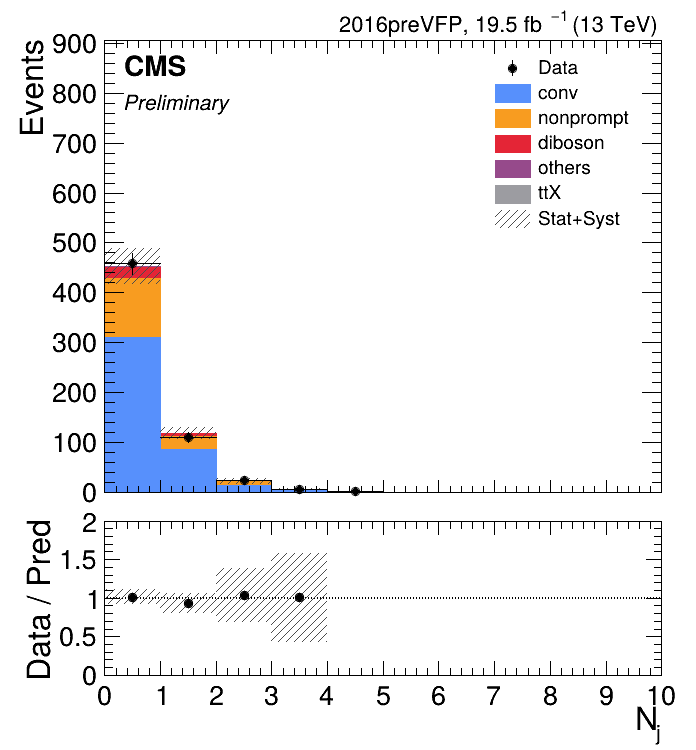 2016preVFP, 19.5 fb⁻¹ (13 TeV)
Events
900
800
700
600
500
400
300
200
100
0
CMS
Preliminary
Data
conv
nonprompt
diboson
others
ttX
Stat+Syst
Data / Pred
2
1.5
1
0.5
0
0 1 2 3 4 5 6 7 8 9 10
N_j